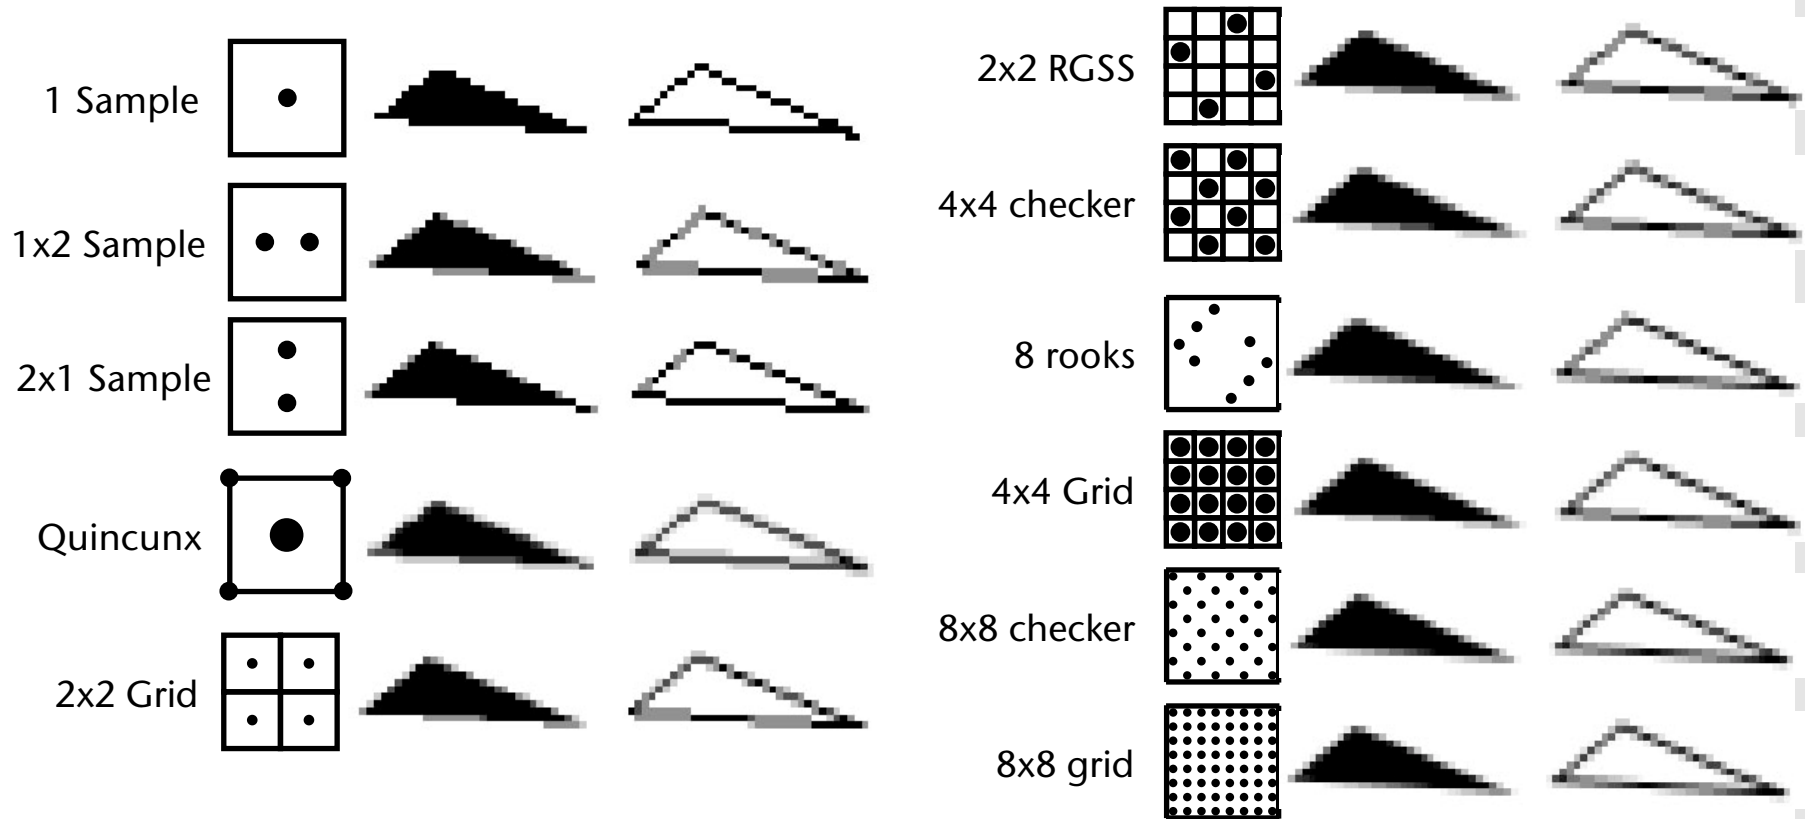 1 Sample
1x2 Sample
2x1 Sample
Quincunx
2x2 Grid
2x2 RGSS
4x4 checker
8 rooks
4x4 Grid
8x8 checker
8x8 grid